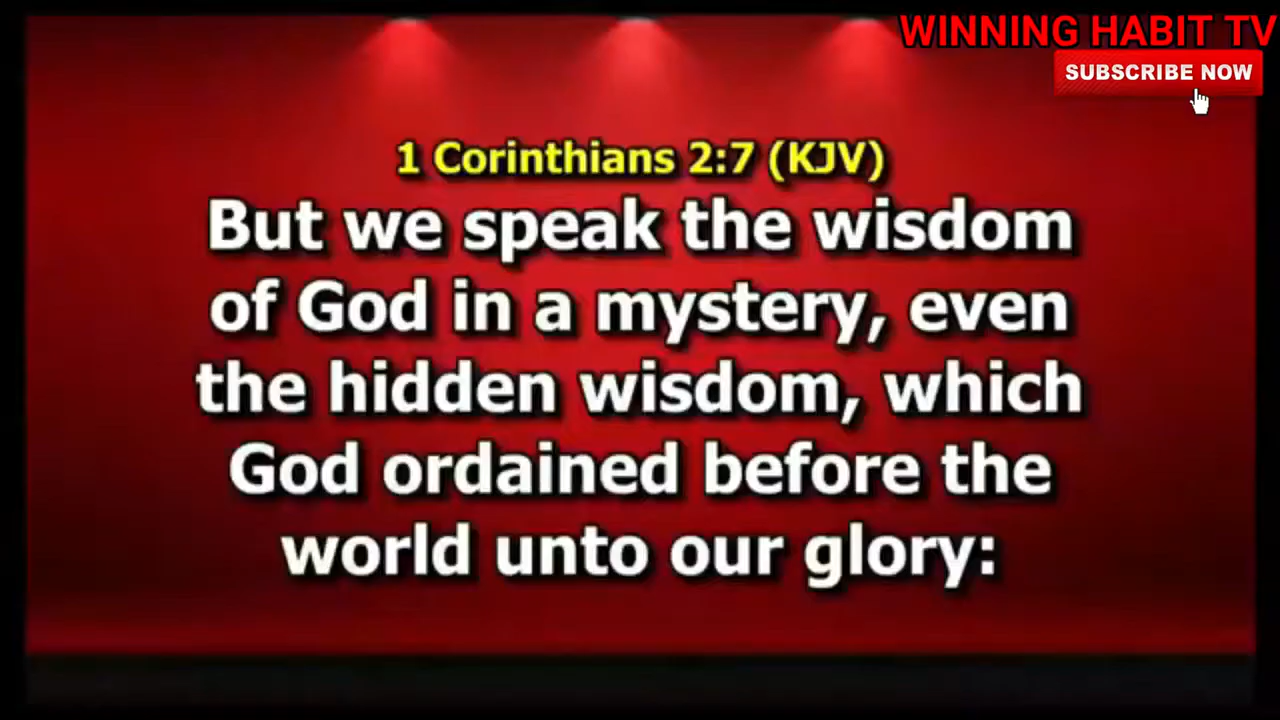 WINNING HABIT TV
SUBSCRIBE NOW
1 Corinthians 2:7 (KJV)
But we speak the wisdom
of God in a mystery, even
the hidden wisdom, which
God ordained before the
world unto our glory: